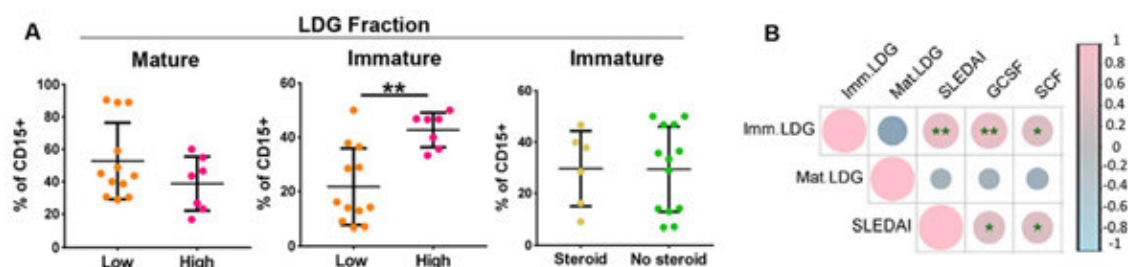 A
LDG Fraction
Mature
Immature
Immature
% of CD15+
100
80
60
40
20
0
Low
High
% of CD15+
60
40
20
0
**
Low
High
% of CD15+
60
40
20
0
Steroid
No steroid
B
Imm.LDG
Mat.LDG
SLEDAI
GCSF
SCF
Imm.LDG
**
**
*
Mat.LDG
SLEDAI
*
*
1
0.8
0.6
0.4
0.2
0
-0.2
-0.4
-0.6
-0.8
-1